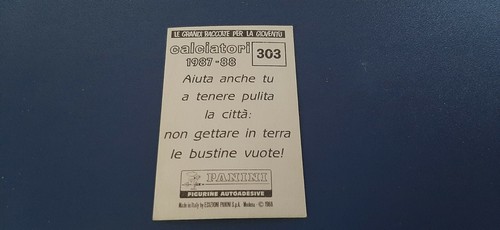 LE GRANDI RACCOLTE PER LA GIOVENTÙ
calciatori 303
1987-88
Aiuta anche tu
a tenere pulita
la città:
non gettare in terra
le bustine vuote!
PANINI
FIGURINE AUTOADESIVE
Made in Italy by EDIZIONI PANINI S.p.A. Modena